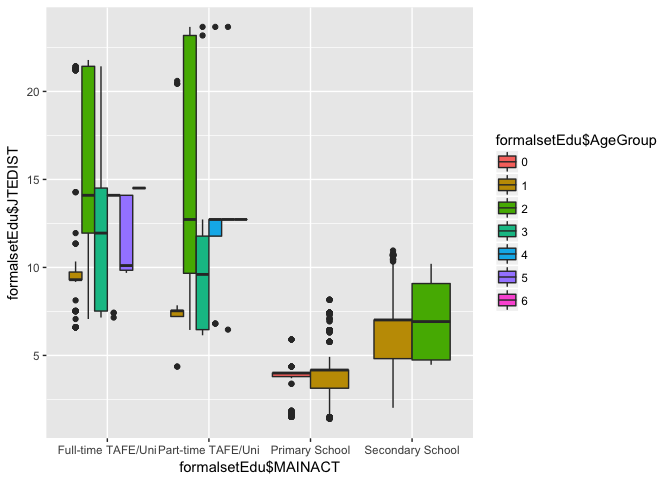 formalsetEdu$JTEDIST
20
15
10
5
Full-time TAFE/Uni Part-time TAFE/Uni Primary School Secondary School
formalsetEdu$MAINACT
formalsetEdu$AgeGroup
0
1
2
3
4
5
6